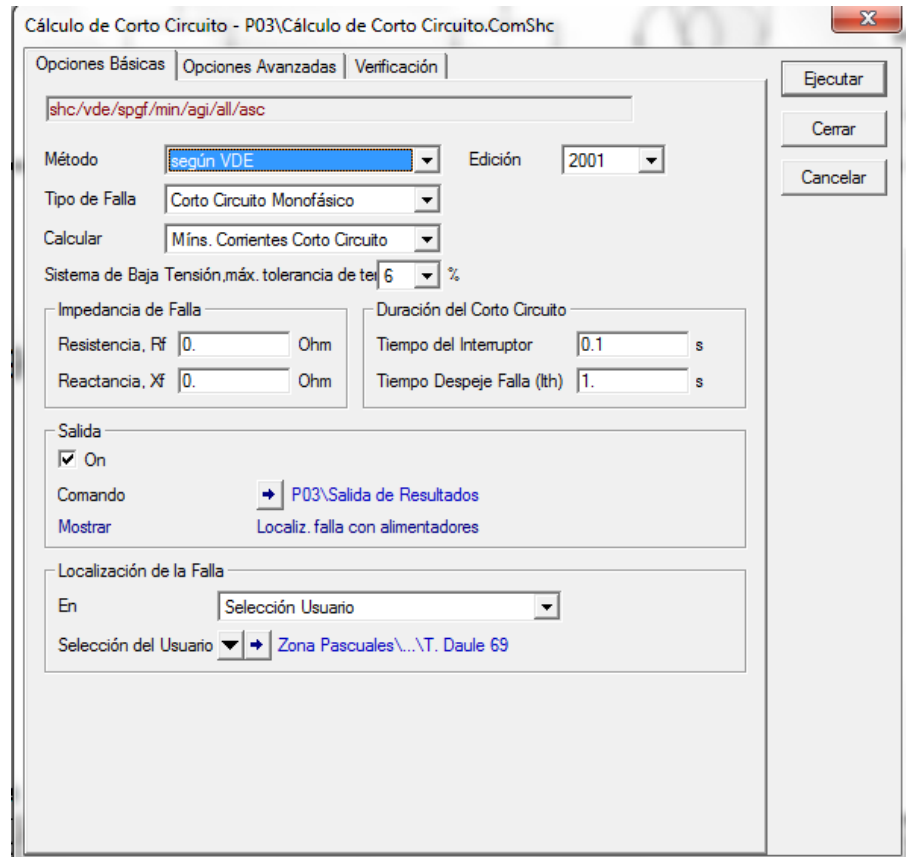 Cálculo de Corto Circuito - P03\Cálculo de Corto Circuito.ComShc
Opciones Básicas Opciones Avanzadas Verificación
Ejecutar
Cerrar
Cancelar
shc/vde/spgf/min/agi/all/asc
Método según VDE Edición 2001
Tipo de Falla Corto Circuito Monofásico
Calcular Míns. Corrientes Corto Circuito
Sistema de Baja Tensión,máx. tolerancia de ter 6 %
Impedancia de Falla
Resistencia, Rf 0. Ohm
Reactancia, Xf 0. Ohm
Duración del Corto Circuito
Tiempo del Interruptor 0.1 s
Tiempo Despeje Falla (Ith) 1. s
Salida
On
Comando P03\Salida de Resultados
Mostrar Localiz. falla con alimentadores
Localización de la Falla
En Selección Usuario
Selección del Usuario Zona Pascuales\...\T. Daule 69